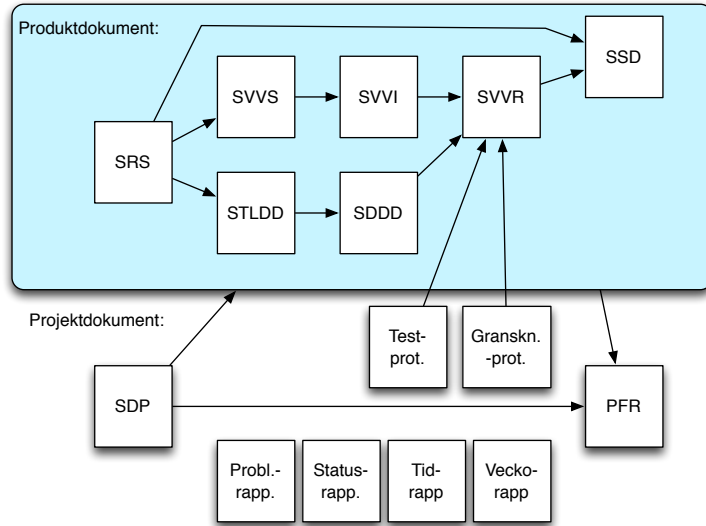 Produktdokument:
SSD
SVVS
SVVI
SVVR
SRS
STLDD
SDDD
Projektdokument:
Test-
prot.
Granskn.
-prot.
SDP
PFR
Probl.-
rapp.
Status-
rapp.
Tid-
rapp
Vecko-
rapp